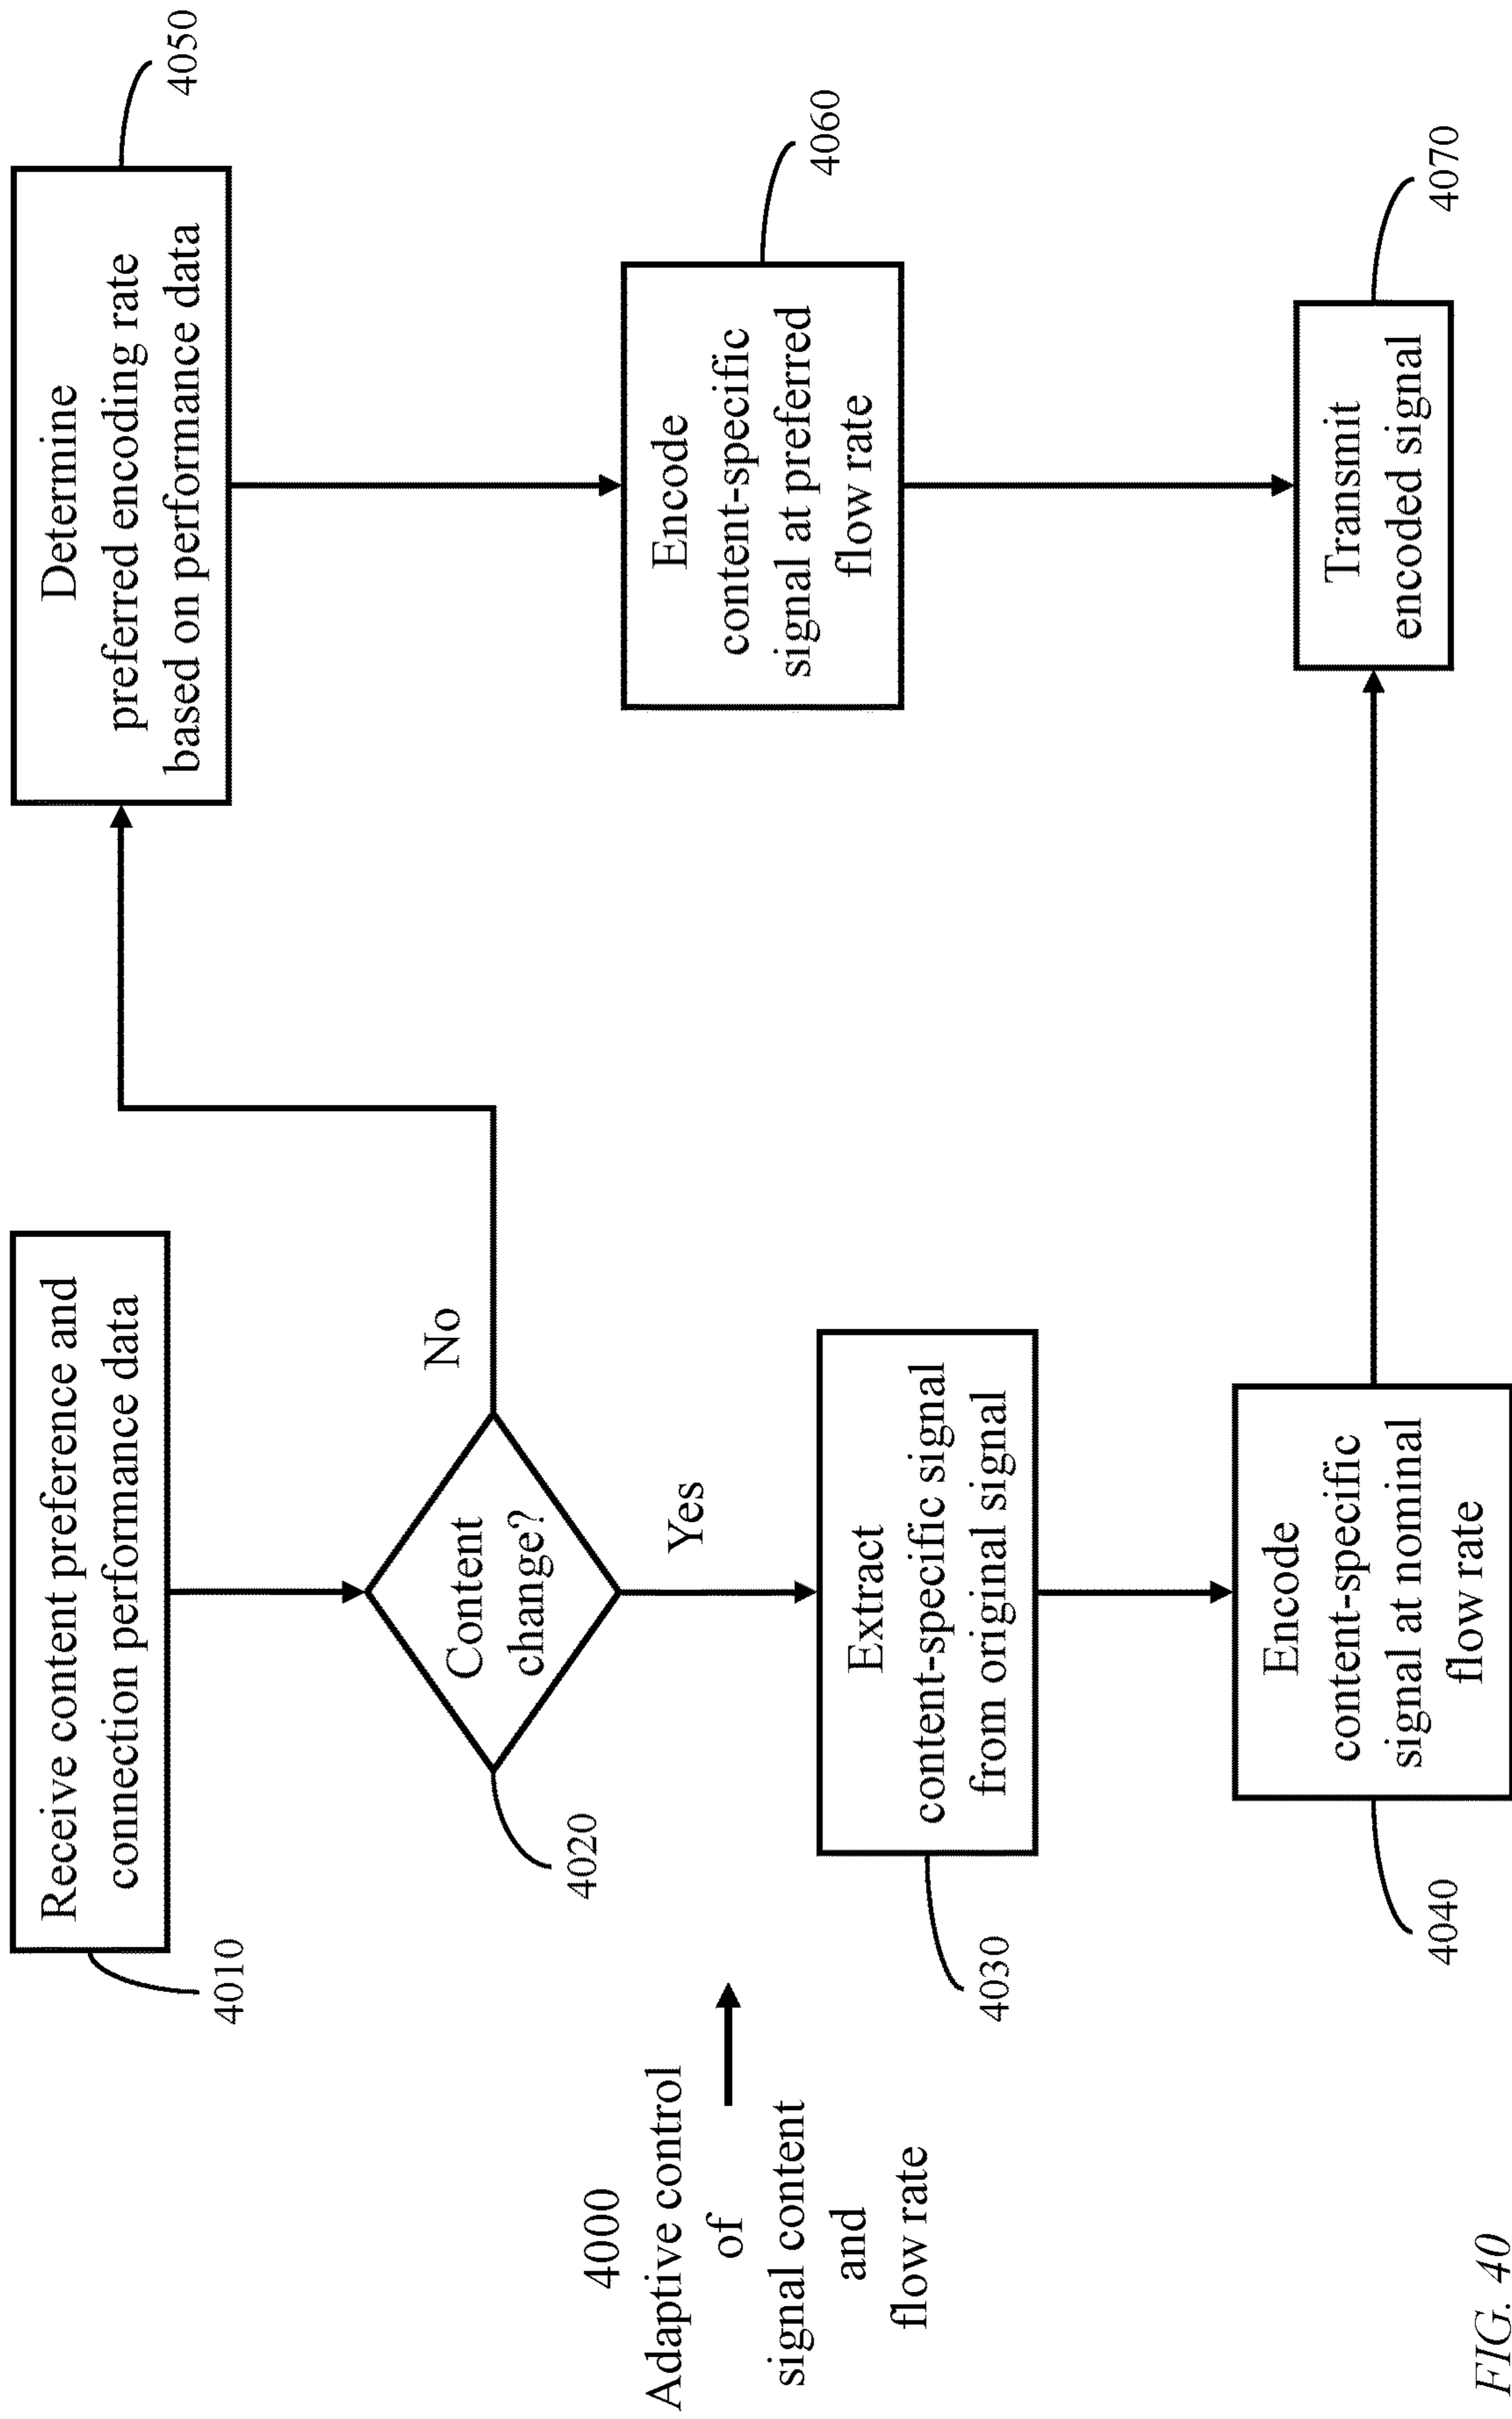 Receive content preference and
connection performance data
4010
Content
change?
No
Yes
4020
Extract
content-specific signal
from original signal
4030
Encode
content-specific
signal at nominal
flow rate
4040
Determine
preferred encoding rate
based on performance data
4050
Encode
content-specific
signal at preferred
flow rate
4060
Transmit
encoded signal
4070
4000
Adaptive control
of
signal content
and
flow rate
FIG. 40